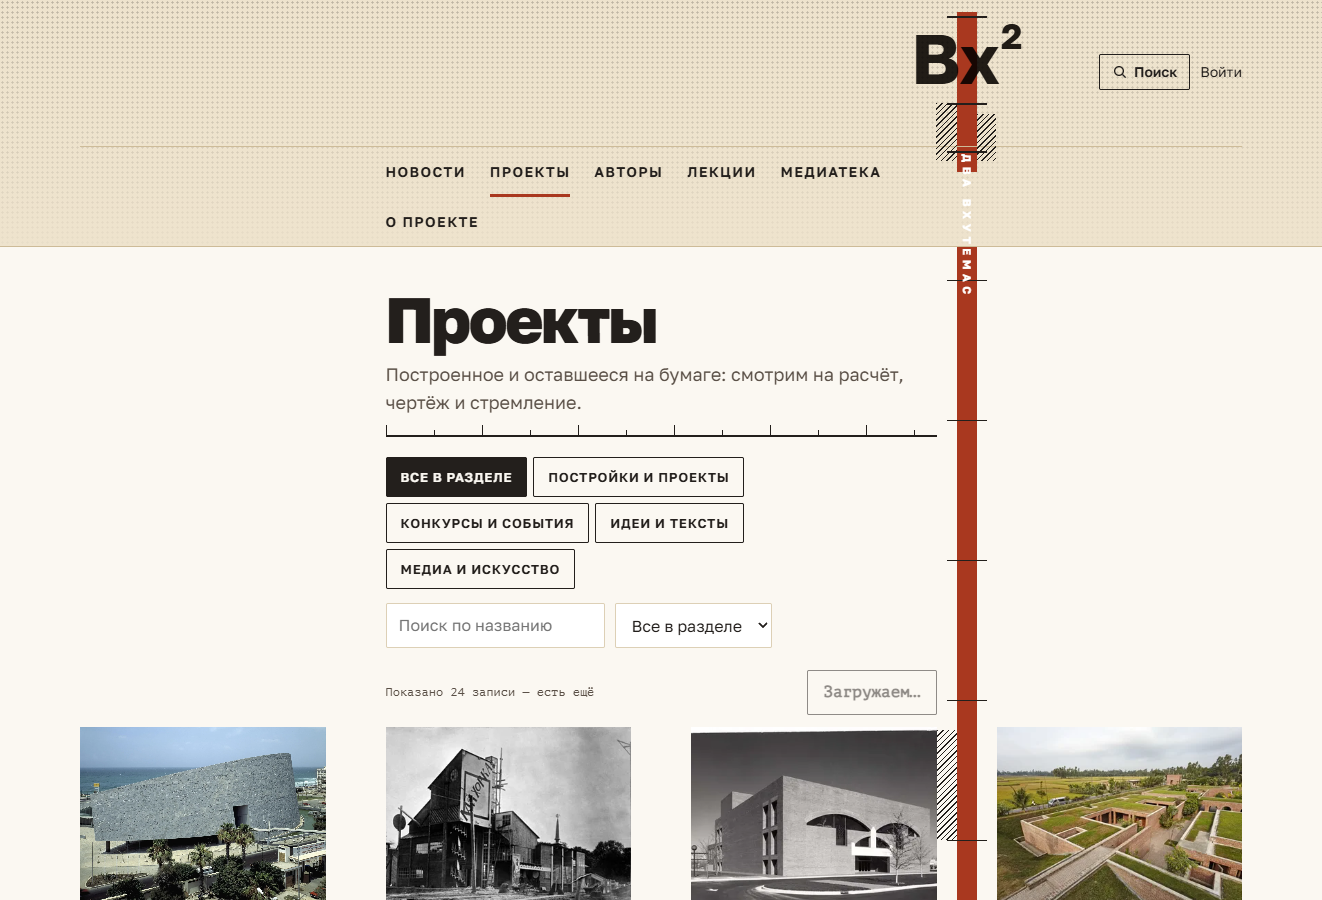 Вх²
Поиск
Войти
НОВОСТИ ПРОЕКТЫ АВТОРЫ ЛЕКЦИИ МЕДИАТЕКА
О ПРОЕКТЕ
ДВА ВХУТЕМАС
Проекты
Построенное и оставшееся на бумаге: смотрим на расчёт,
чертёж и стремление.
ВСЕ В РАЗДЕЛЕ ПОСТРОЙКИ И ПРОЕКТЫ
КОНКУРСЫ И СОБЫТИЯ ИДЕИ И ТЕКСТЫ
МЕДИА И ИСКУССТВО
Поиск по названию Все в разделе
Показано 24 записи — есть ещё Загружаем…